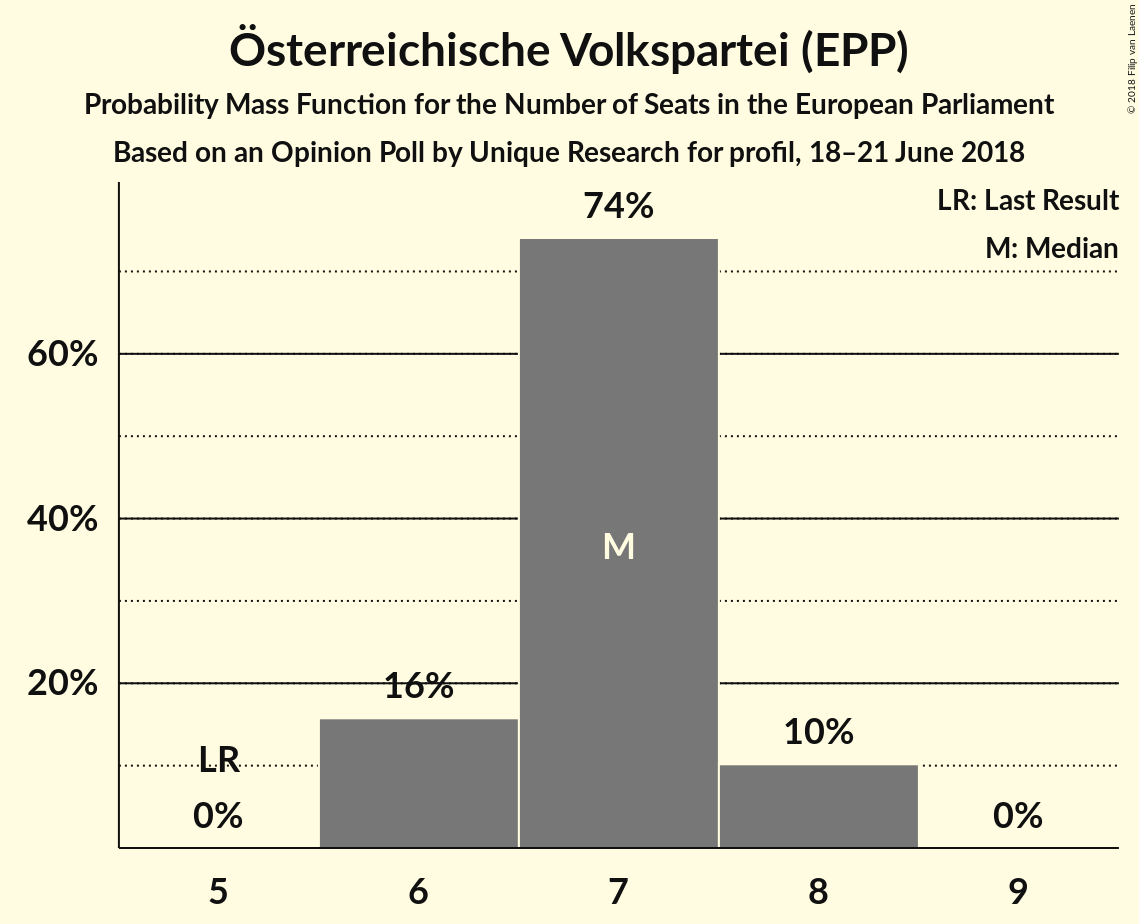 Österreichische Volkspartei (EPP)
Probability Mass Function for the Number of Seats in the European Parliament
Based on an Opinion Poll by Unique Research for profil, 18–21 June 2018
© 2018 Filip van Laenen
LR: Last Result
M: Median
74%
60%
40%
M
20%
16%
10%
LR
0%
0%
5
6
7
8
9